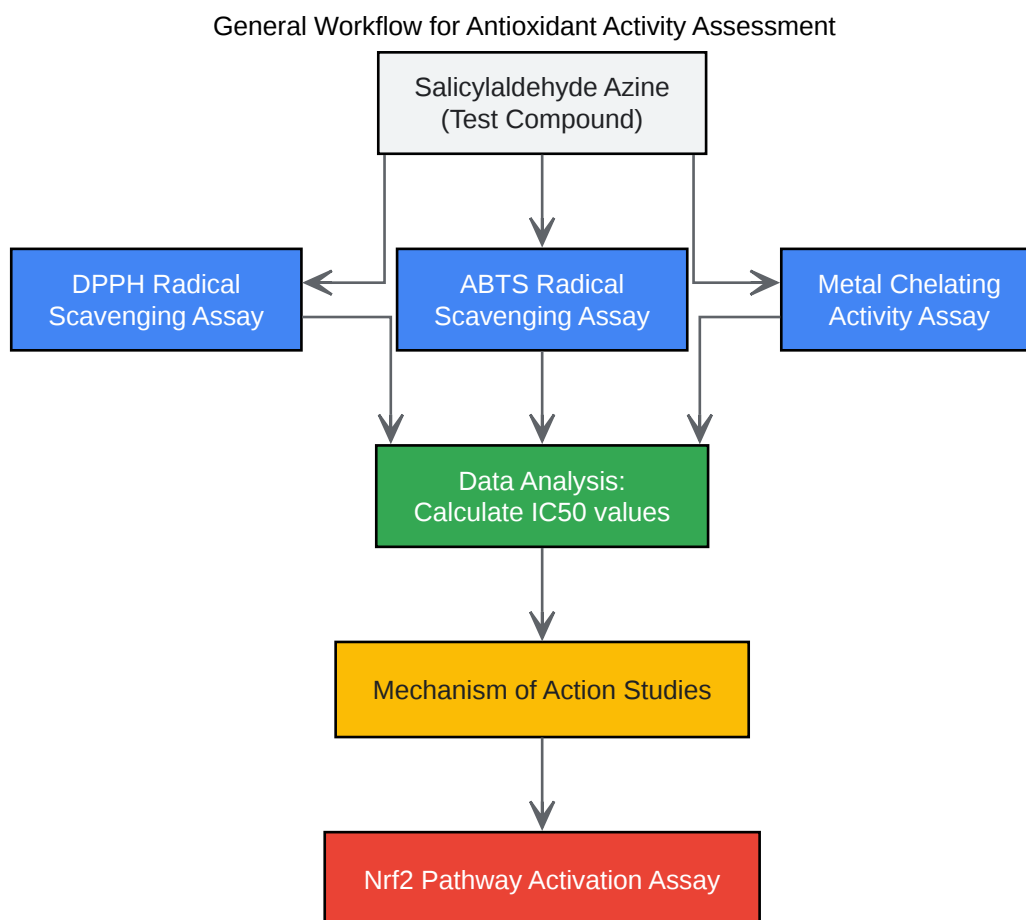 General Workflow for Antioxidant Activity Assessment
Salicylaldehyde Azine
(Test Compound)
DPPH Radical
Scavenging Assay
ABTS Radical
Scavenging Assay
Metal Chelating
Activity Assay
Data Analysis:
Calculate IC50 values
Mechanism of Action Studies
Nrf2 Pathway Activation Assay